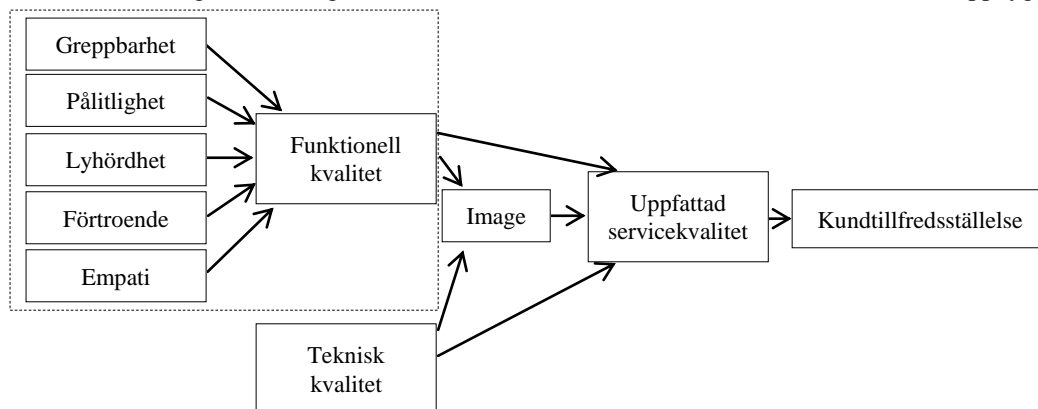 Greppbarhet
Pålitlighet
Lyhördhet
Förtroende
Empati
Funktionell
kvalitet
Image
Teknisk
kvalitet
Uppfattad
servicekvalitet
Kundtillfredsställelse